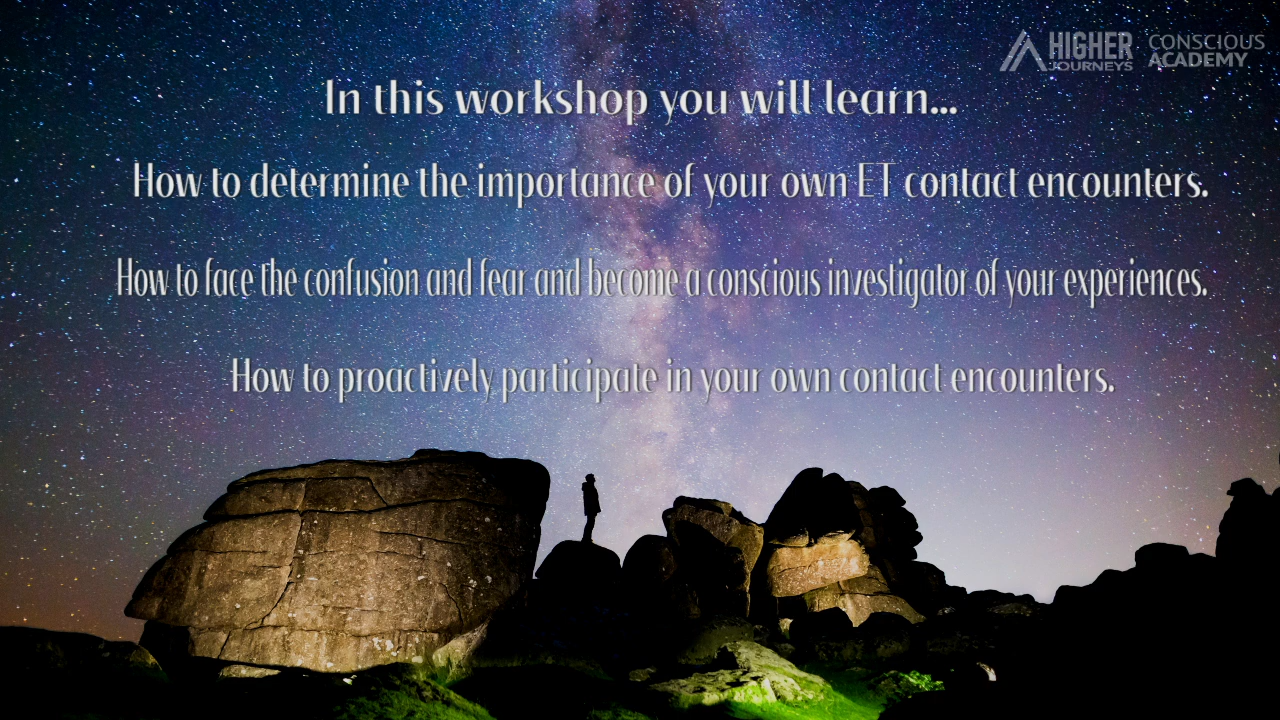 HIGHER JOURNEYS
CONSCIOUS ACADEMY
In this workshop you will learn...
How to determine the importance of your own ET contact encounters.
How to face the confusion and fear and become a conscious investigator of your experiences.
How to proactively participate in your own contact encounters.